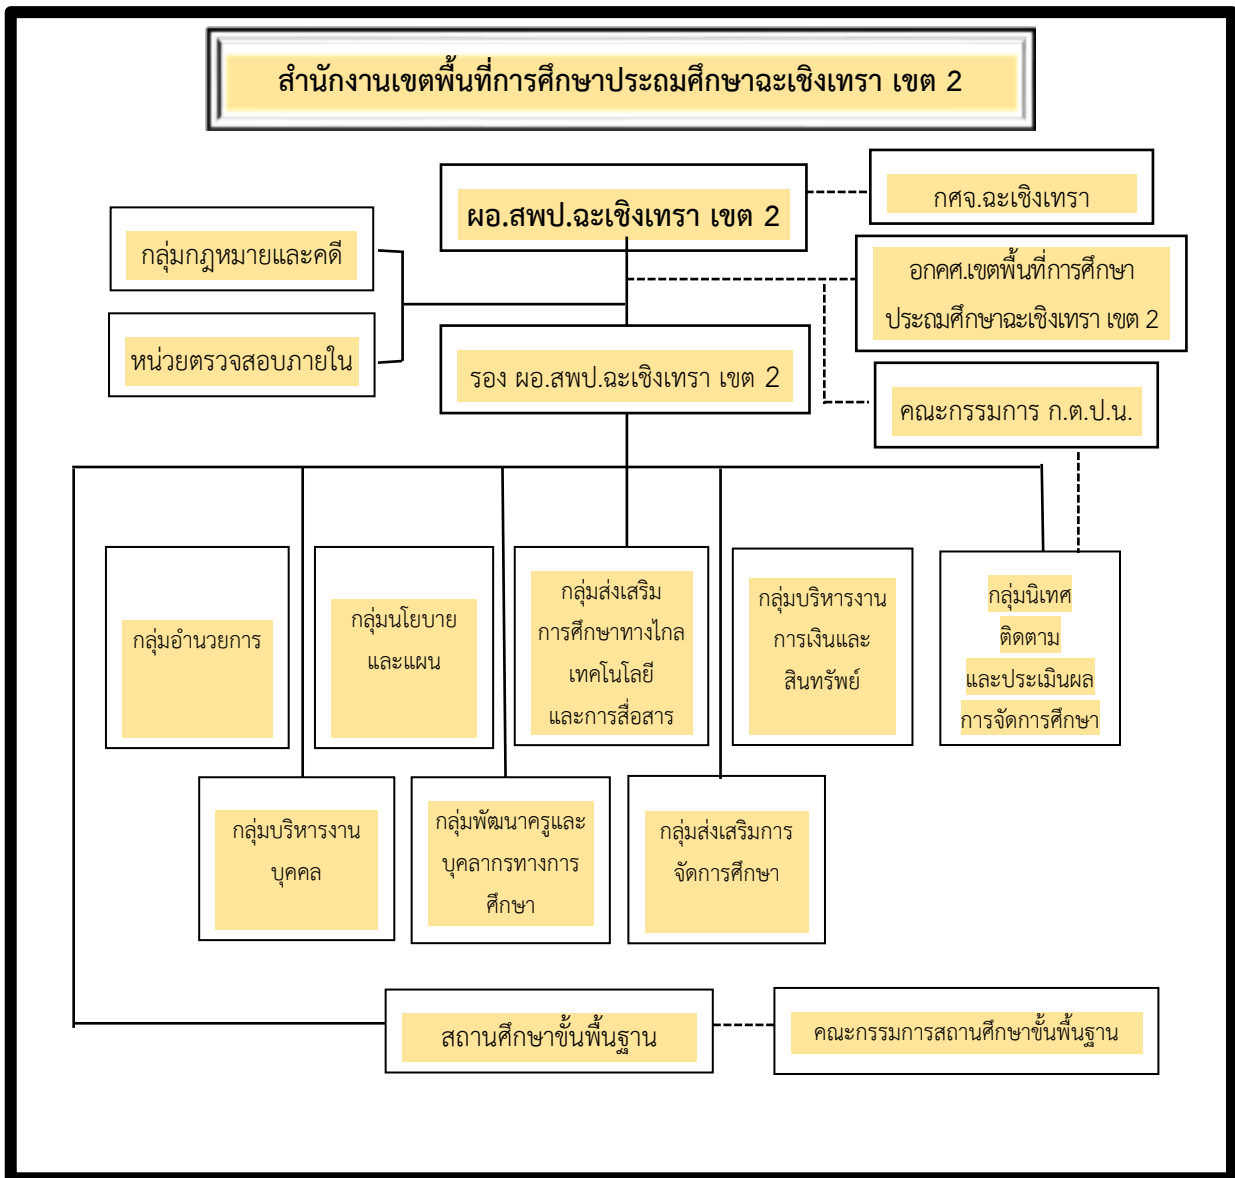 สำนักงานเขตพื้นที่การศึกษาประถมศึกษาฉะเชิงเทรา เขต 2
ผอ.สพป.ฉะเชิงเทรา เขต 2
กศจ.ฉะเชิงเทรา
กลุ่มกฎหมายและคดี
อกคศ.เขตพื้นที่การศึกษา
ประถมศึกษาฉะเชิงเทรา เขต 2
หน่วยตรวจสอบภายใน
รอง ผอ.สพป.ฉะเชิงเทรา เขต 2
คณะกรรมการ ก.ต.ป.น.
กลุ่มอำนวยการ
กลุ่มนโยบาย
และแผน
กลุ่มส่งเสริม
การศึกษาทางไกล
เทคโนโลยี
และการสื่อสาร
กลุ่มบริหารงาน
การเงินและ
สินทรัพย์
กลุ่มนิเทศ
ติดตาม
และประเมินผล
การจัดการศึกษา
กลุ่มบริหารงาน
บุคคล
กลุ่มพัฒนาครูและ
บุคลากรทางการ
ศึกษา
กลุ่มส่งเสริมการ
จัดการศึกษา
สถานศึกษาขั้นพื้นฐาน
คณะกรรมการสถานศึกษาขั้นพื้นฐาน